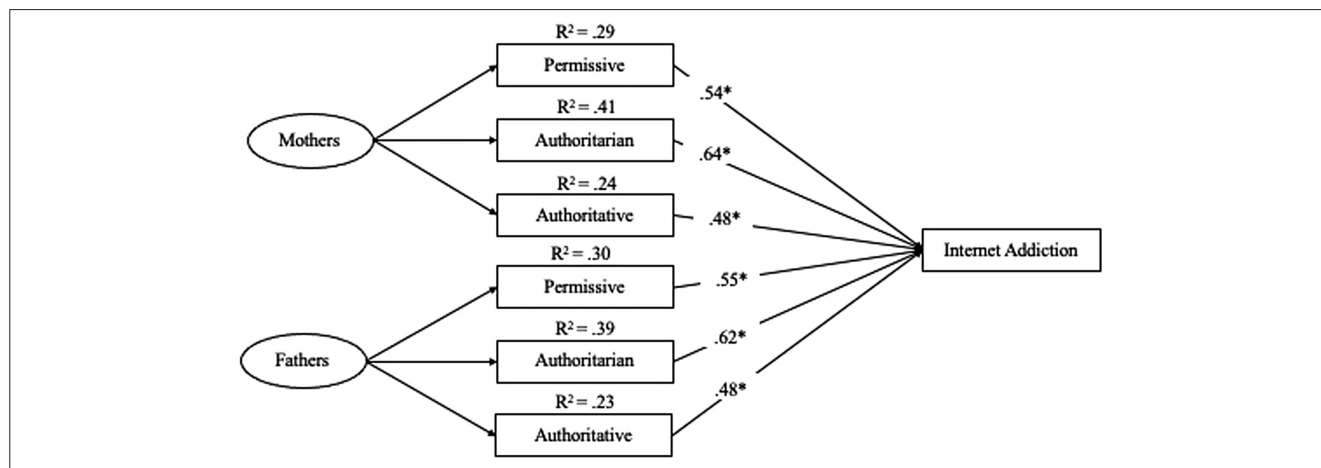 R² = .29
Permissive
.54*
R² = .41
Mothers
Authoritarian
.64*
R² = .24
Authoritative
.48*
Internet Addiction
R² = .30
Permissive
.55*
R² = .39
Fathers
Authoritarian
.62*
R² = .23
Authoritative
.48*